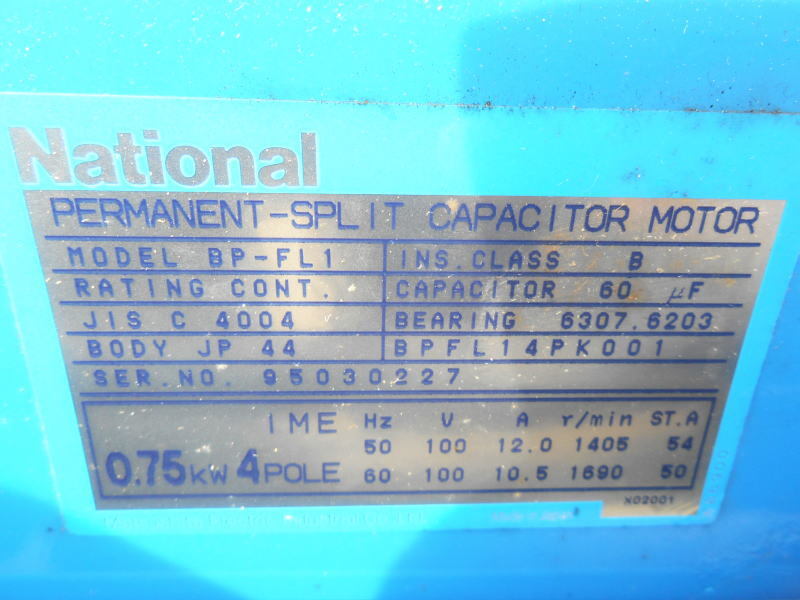 National
PERMANENT-SPLIT CAPACITOR MOTOR
MODEL BP-FL1 INS.CLASS B
RATING CONT. CAPACITOR 60 μF
JIS C 4004 BEARING 6307.6203
BODY JP 44 BPFL14PK001
SER.NO. 95030227
1ME Hz V A r/min ST.A
50 100 12.0 1405 54
0.75kW 4POLE 60 100 10.5 1690 50
X02001